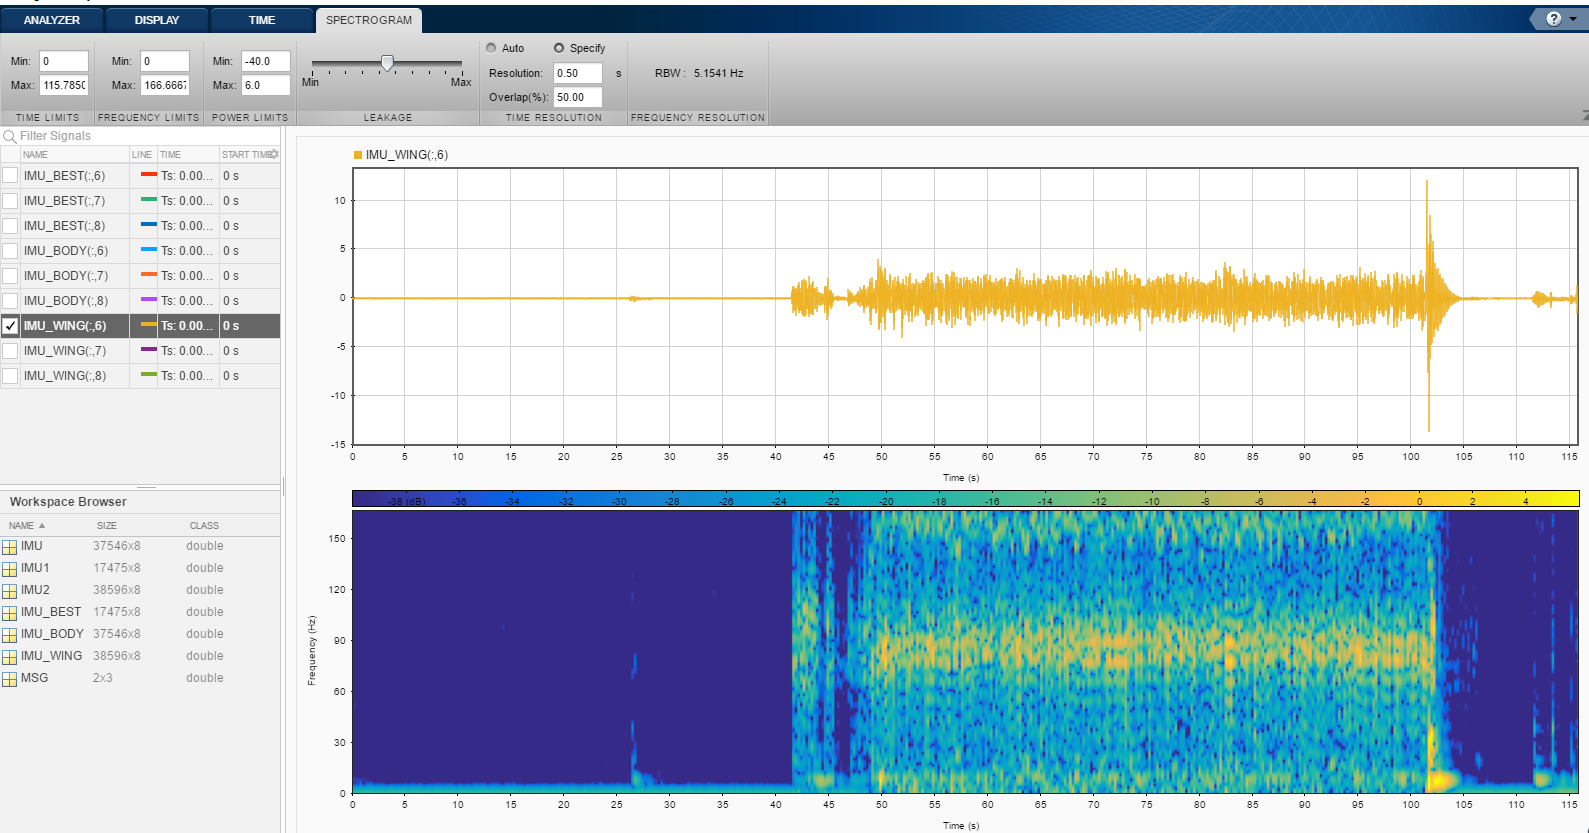 ANALYZER DISPLAY TIME SPECTROGRAM ?
Min: 0 Min: 0 Min: -40.0 Auto Specify
Max: 115.785( Max: 166.6667 Max: 6.0 Min Max Resolution: 0.50 s RBW : 5.1541 Hz
Overlap(%): 50.00
TIME LIMITS FREQUENCY LIMITS POWER LIMITS LEAKAGE TIME RESOLUTION FREQUENCY RESOLUTION
Filter Signals
NAME LINE TIME START TIME
IMU_BEST(:,6) Ts: 0.00... 0 s
IMU_BEST(:,7) Ts: 0.00... 0 s
IMU_BEST(:,8) Ts: 0.00... 0 s
IMU_BODY(:,6) Ts: 0.00... 0 s
IMU_BODY(:,7) Ts: 0.00... 0 s
IMU_BODY(:,8) Ts: 0.00... 0 s
IMU_WING(:,6) Ts: 0.00... 0 s
IMU_WING(:,7) Ts: 0.00... 0 s
IMU_WING(:,8) Ts: 0.00... 0 s
Workspace Browser
NAME SIZE CLASS
IMU 37546x8 double
IMU1 17475x8 double
IMU2 38596x8 double
IMU_BEST 17475x8 double
IMU_BODY 37546x8 double
IMU_WING 38596x8 double
MSG 2x3 double
IMU_WING(:,6)
10
5
0
-5
-10
-15
0 5 10 15 20 25 30 35 40 45 50 55 60 65 70 75 80 85 90 95 100 105 110 115
Time (s)
-38 (dB) -36 -34 -32 -30 -28 -26 -24 -22 -20 -18 -16 -14 -12 -10 -8 -6 -4 -2 0 2 4
150
120
90
60
30
0
Frequency (Hz)
0 5 10 15 20 25 30 35 40 45 50 55 60 65 70 75 80 85 90 95 100 105 110 115
Time (s)